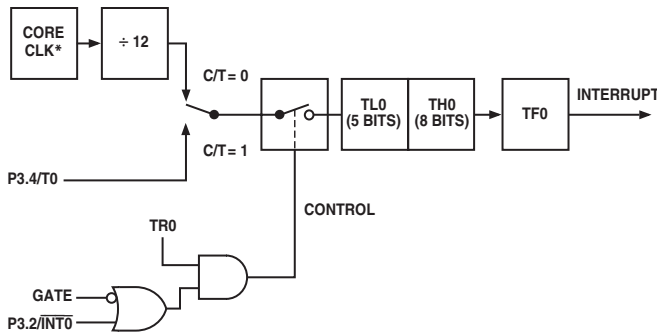 CORE
CLK*
÷ 12
C/T = 0
C/T = 1
TL0
(5 BITS)
TH0
(8 BITS)
TF0
INTERRUPT
P3.4/T0
CONTROL
TR0
GATE
P3.2/I̅N̅T̅0̅